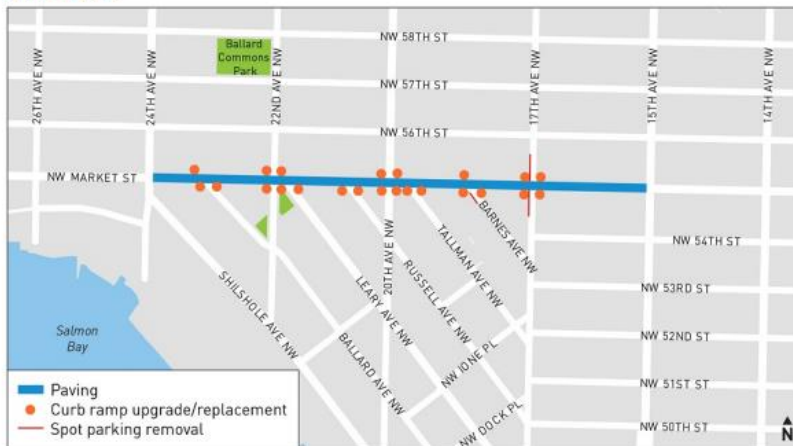 NW 58TH ST
Ballard
Commons
Park
26TH AVE NW
24TH AVE NW
22ND AVE NW
17TH AVE NW
15TH AVE NW
14TH AVE NW
NW 57TH ST
NW 56TH ST
NW MARKET ST
BARNES AVE NW
NW 54TH ST
TALLMAN AVE NW
20TH AVE NW
RUSSELL AVE NW
LEARY AVE NW
SHILSHOLE AVE NW
NW 53RD ST
Salmon
Bay
BALLARD AVE NW
NW IONE PL
NW 52ND ST
NW 51ST ST
NW DOCK PL
NW 50TH ST
Paving
Curb ramp upgrade/replacement
Spot parking removal
N